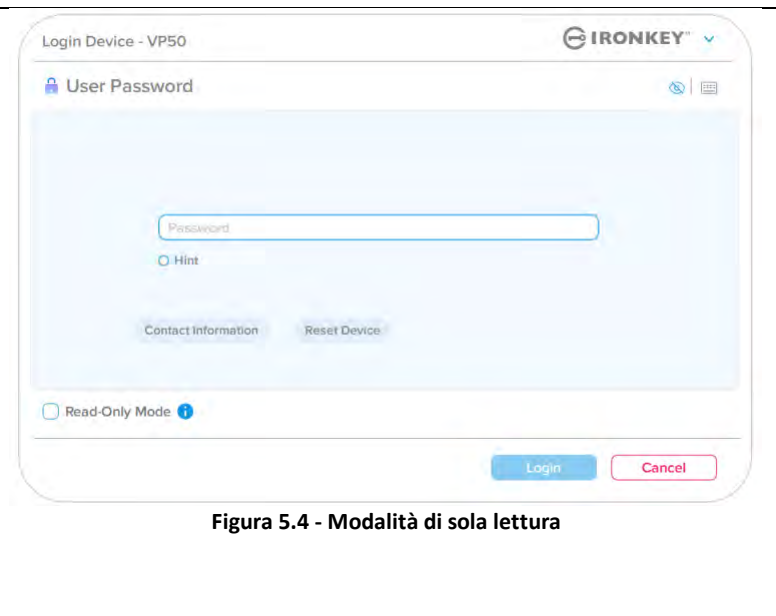 Login Device - VP50
IRONKEY™
User Password
Password
Hint
Contact Information Reset Device
Read-Only Mode
Login Cancel
Figura 5.4 - Modalità di sola lettura